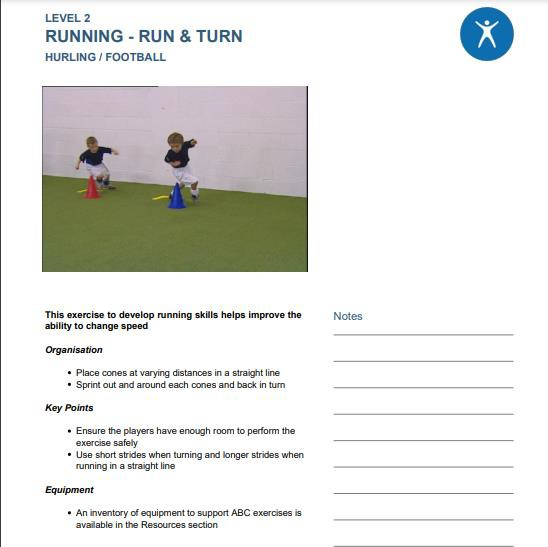 LEVEL 2
RUNNING - RUN & TURN
HURLING / FOOTBALL
This exercise to develop running skills helps improve the
ability to change speed
Organisation
• Place cones at varying distances in a straight line
• Sprint out and around each cones and back in turn
Key Points
• Ensure the players have enough room to perform the
exercise safely
• Use short strides when turning and longer strides when
running in a straight line
Equipment
• An inventory of equipment to support ABC exercises is
available in the Resources section
Notes